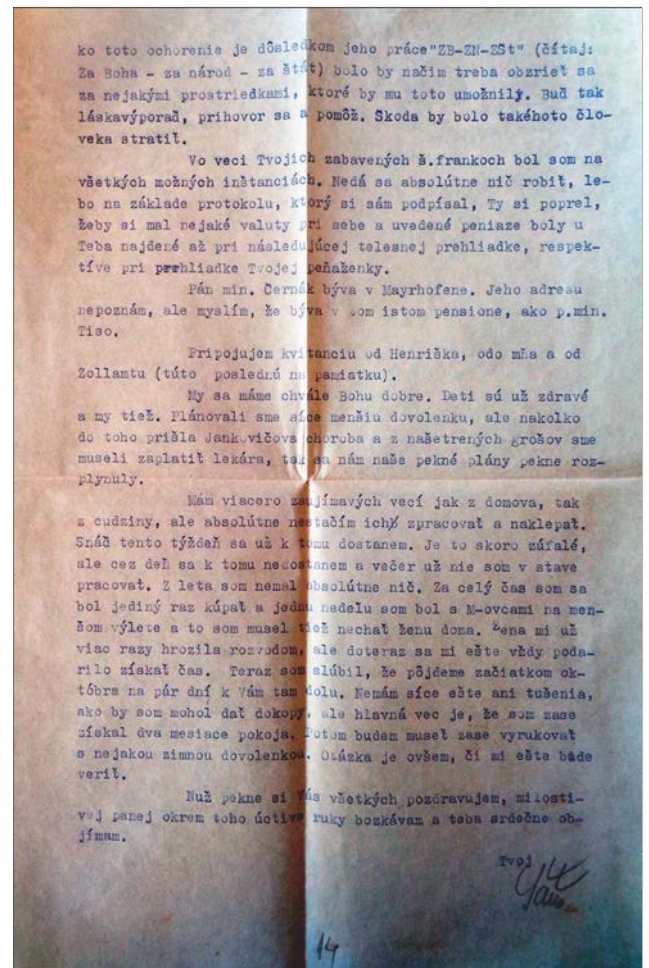 ko toto ochorenie je dôsledkom jeho práce"ZB-ZN-ZŠt" (čítaj:
Za Boha - za národ - za štát) bolo by načim treba obzrieť sa
za nejakými prostriedkami, ktoré by mu toto umožnilý. Buď tak
láskavýporaď, prihovor sa a pomôž. Škoda by bolo takéhoto člo-
veka stratiť.
Vo veci Tvojich zabavených š.frankoch bol som na
všetkých možných inštanciách. Nedá sa absolútne nič robiť, le-
bo na základe protokolu, ktorý si sám podpísal, Ty si poprel,
žeby si mal nejaké valuty pri sebe a uvedené peniaze boly u
Teba najdené až pri následujúcej telesnej prehliadke, respek-
tíve pri prehliadke Tvojej peňaženky.
Pán min. Černák býva v Mayrhofene. Jeho adresu
nepoznám, ale myslím, že býva v tom istom pensione, ako p.min.
Tiso.
Pripojujem kvitanciu od Henriška, odo mňa a od
Zollamtu (túto poslednú na pamiatku).
My sa máme chvále Bohu dobre. Deti sú už zdravé
a my tiež. Plánovali sme síce menšiu dovolenku, ale nakolko
do toho prišla Jankovičova choroba a z našetrených grošov sme
museli zaplatiť lekára, tak sa nám naše pekné plány pekne roz-
plynuly.
Mám viacero zaujímavých vecí jak z domova, tak
z cudziny, ale absolútne nestačím ich zpracovať a naklepať.
Snáď tento týždeň sa už k tomu dostanem. Je to skoro zúfalé,
ale cez deň sa k tomu nedostanem a večer už nie som v stave
pracovať. Z leta som nemal absolútne nič. Za celý čas som sa
bol jediný raz kúpať a jednu nedelu som bol s M-ovcami na men-
šom výlete a to som musel tiež nechať ženu doma. Žena mi už
viac razy hrozila rozvodom, ale doteraz sa mi ešte vždy poda-
rilo získať čas. Teraz som slúbil, že pôjdeme začiatkom ok-
tóbra na pár dní k Vám tam dolu. Nemám síce ešte ani tušenia,
ako by som mohol dať dokopy, ale hlavná vec je, že som zase
získal dva mesiace pokoja. Potom budem museť zase vyrukovať
s nejakou zimnou dovolenkou. Otázka je ovšem, či mi ešte bůde
veriť.
Nuž pekne si Vás všetkých pozdravujem, milosti-
vej panej okrem toho úctive ruky bozkávam a teba srdečne ob-
jímam.
Tvoj
14